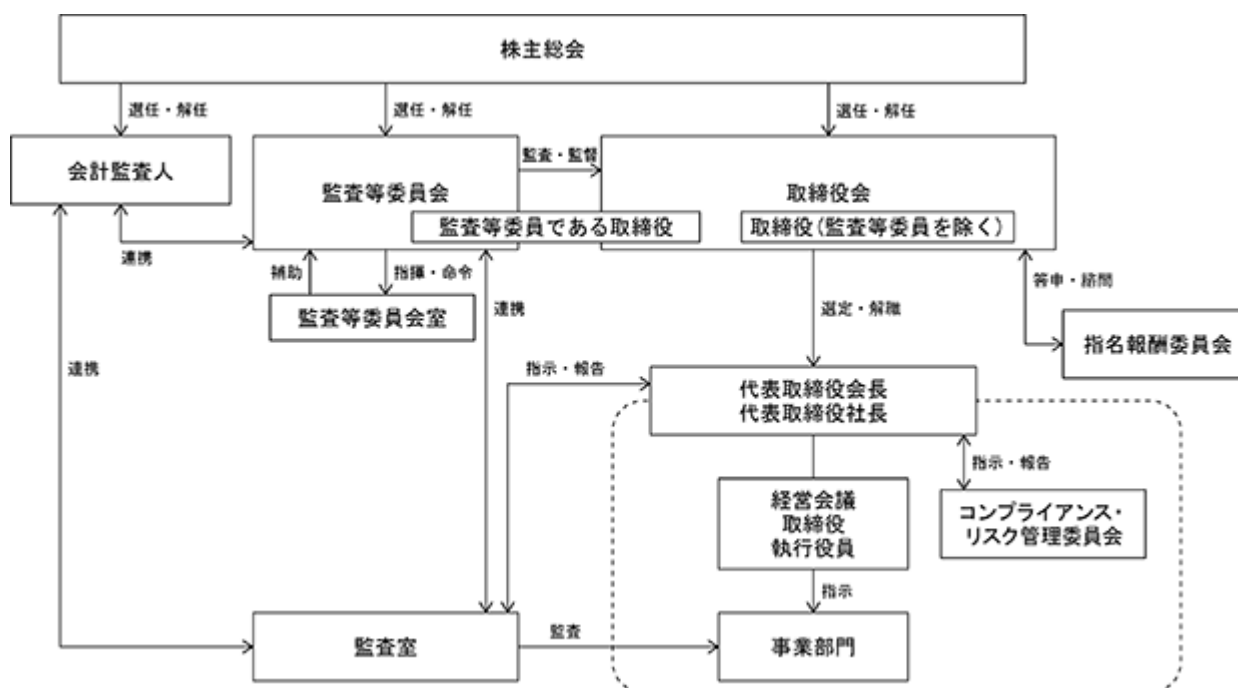 株主総会
選任・解任
選任・解任
選任・解任
会計監査人
監査等委員会
監査・監督
取締役会
監査等委員である取締役
取締役(監査等委員を除く)
連携
補助
指揮・命令
連携
選定・解職
答申・諮問
監査等委員会室
指名報酬委員会
連携
指示・報告
代表取締役会長
代表取締役社長
指示・報告
経営会議
取締役
執行役員
コンプライアンス・
リスク管理委員会
指示
監査室
監査
事業部門